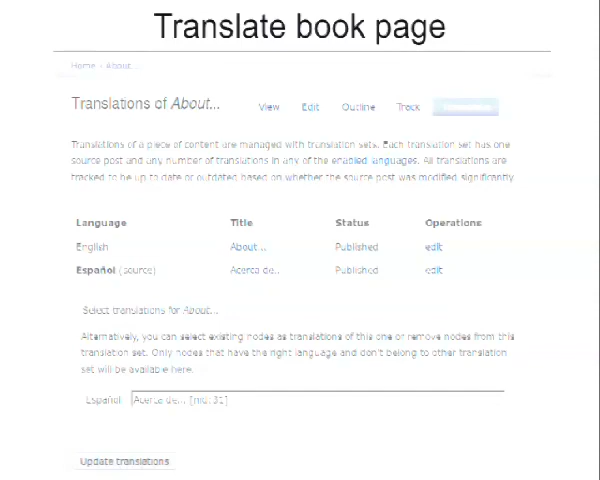 Translate book page
Home » About...
Translations of About...
View Edit Outline Track
Translations of a piece of content are managed with translation sets. Each translation set has one
source post and any number of translations in any of the enabled languages. All translations are
tracked to be up to date or outdated based on whether the source post was modified significantly.
Language Title Status Operations
English About... Published edit
Español (source) Acerca de... Published edit
Select translations for About...
Alternatively, you can select existing nodes as translations of this one or remove nodes from this
translation set. Only nodes that have the right language and don't belong to other translation
set will be available here.
Español: Acerca de... [nid:31]
Update translations